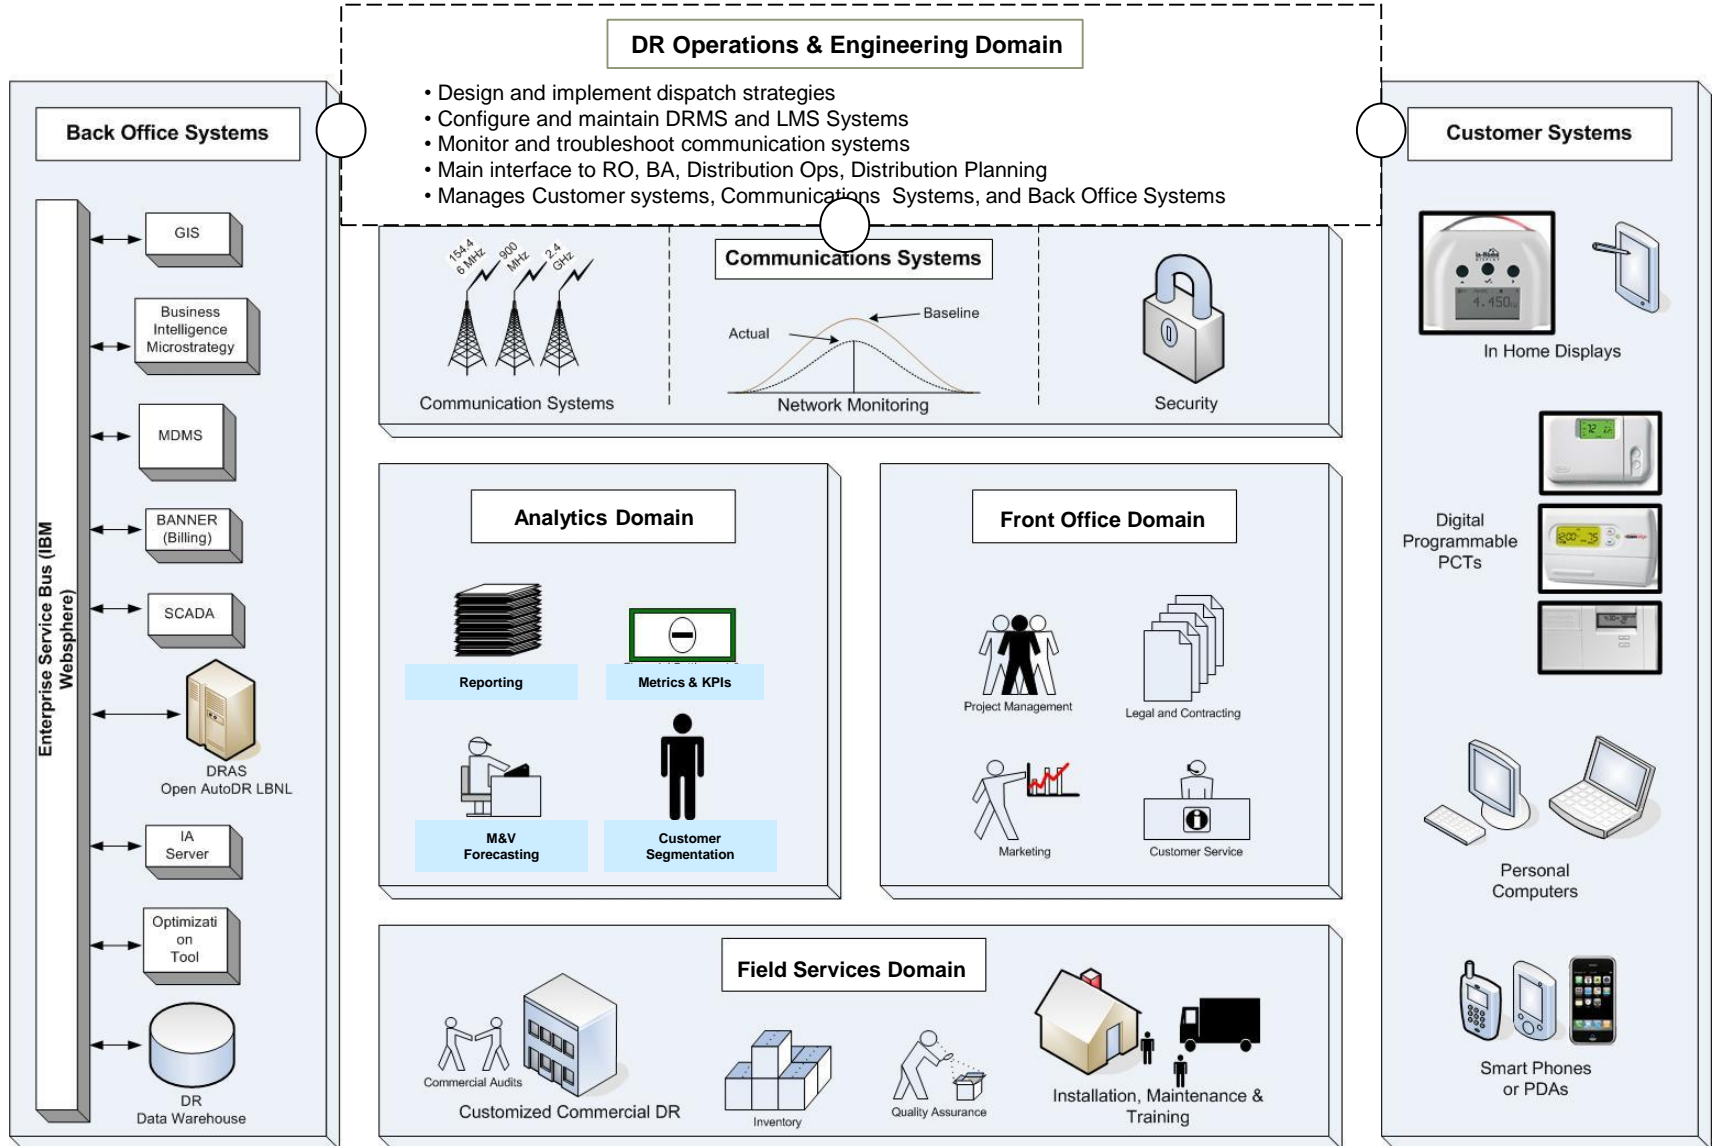 DR Operations & Engineering Domain
• Design and implement dispatch strategies
• Configure and maintain DRMS and LMS Systems
• Monitor and troubleshoot communication systems
• Main interface to RO, BA, Distribution Ops, Distribution Planning
• Manages Customer systems, Communications Systems, and Back Office Systems
Back Office Systems
Enterprise Service Bus (IBM
Websphere)
GIS
Business
Intelligence
Microstrategy
MDMS
BANNER
(Billing)
SCADA
DRAS
Open AutoDR LBNL
IA
Server
Optimizati
on
Tool
DR
Data Warehouse
Communications Systems
154.4
6 MHz
900
MHz
2.4
GHz
Communication Systems
Baseline
Actual
Network Monitoring
Security
Analytics Domain
Reporting
Metrics & KPIs
M&V
Forecasting
Customer
Segmentation
Front Office Domain
Project Management
Legal and Contracting
Marketing
Customer Service
Field Services Domain
Commercial Audits
Customized Commercial DR
Inventory
Quality Assurance
Installation, Maintenance &
Training
Customer Systems
in-Home
DISPLAY
4.450
In Home Displays
Digital
Programmable
PCTs
Personal
Computers
Smart Phones
or PDAs